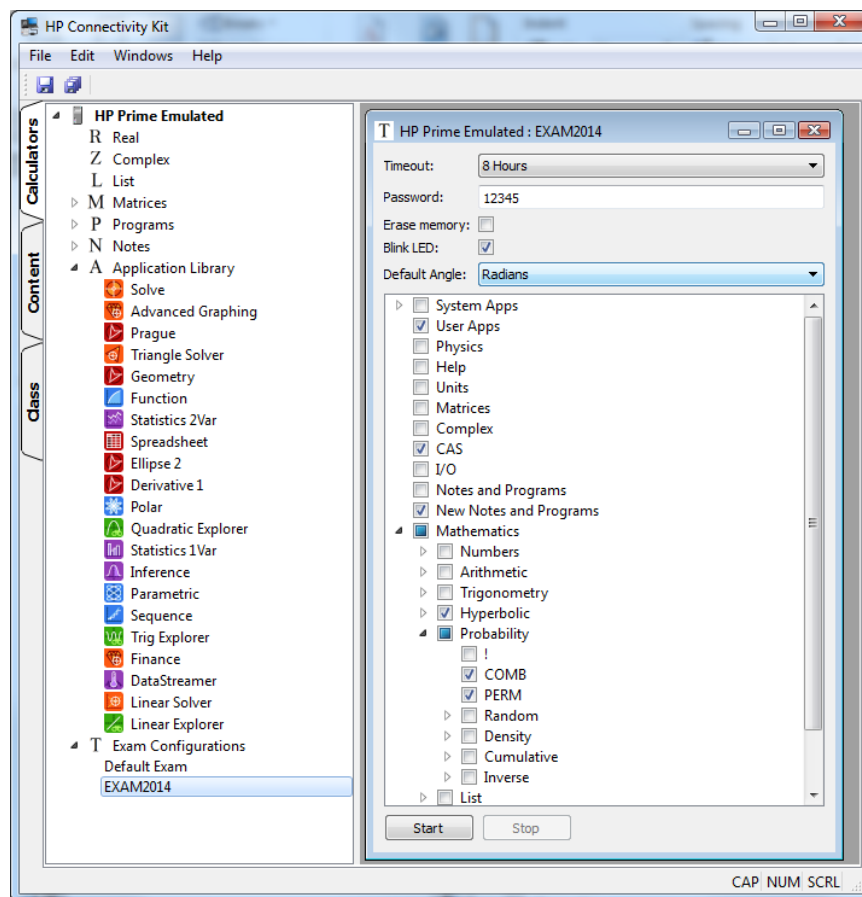 HP Connectivity Kit
File Edit Windows Help
Calculators
Content
Class
HP Prime Emulated
R Real
Z Complex
L List
M Matrices
P Programs
N Notes
A Application Library
Solve
Advanced Graphing
Prague
Triangle Solver
Geometry
Function
Statistics 2Var
Spreadsheet
Ellipse 2
Derivative 1
Polar
Quadratic Explorer
Statistics 1Var
Inference
Parametric
Sequence
Trig Explorer
Finance
DataStreamer
Linear Solver
Linear Explorer
T Exam Configurations
Default Exam
EXAM2014
T HP Prime Emulated : EXAM2014
Timeout: 8 Hours
Password: 12345
Erase memory:
Blink LED:
Default Angle: Radians
System Apps
User Apps
Physics
Help
Units
Matrices
Complex
CAS
I/O
Notes and Programs
New Notes and Programs
Mathematics
Numbers
Arithmetic
Trigonometry
Hyperbolic
Probability
!
COMB
PERM
Random
Density
Cumulative
Inverse
List
Start Stop
CAP NUM SCRL